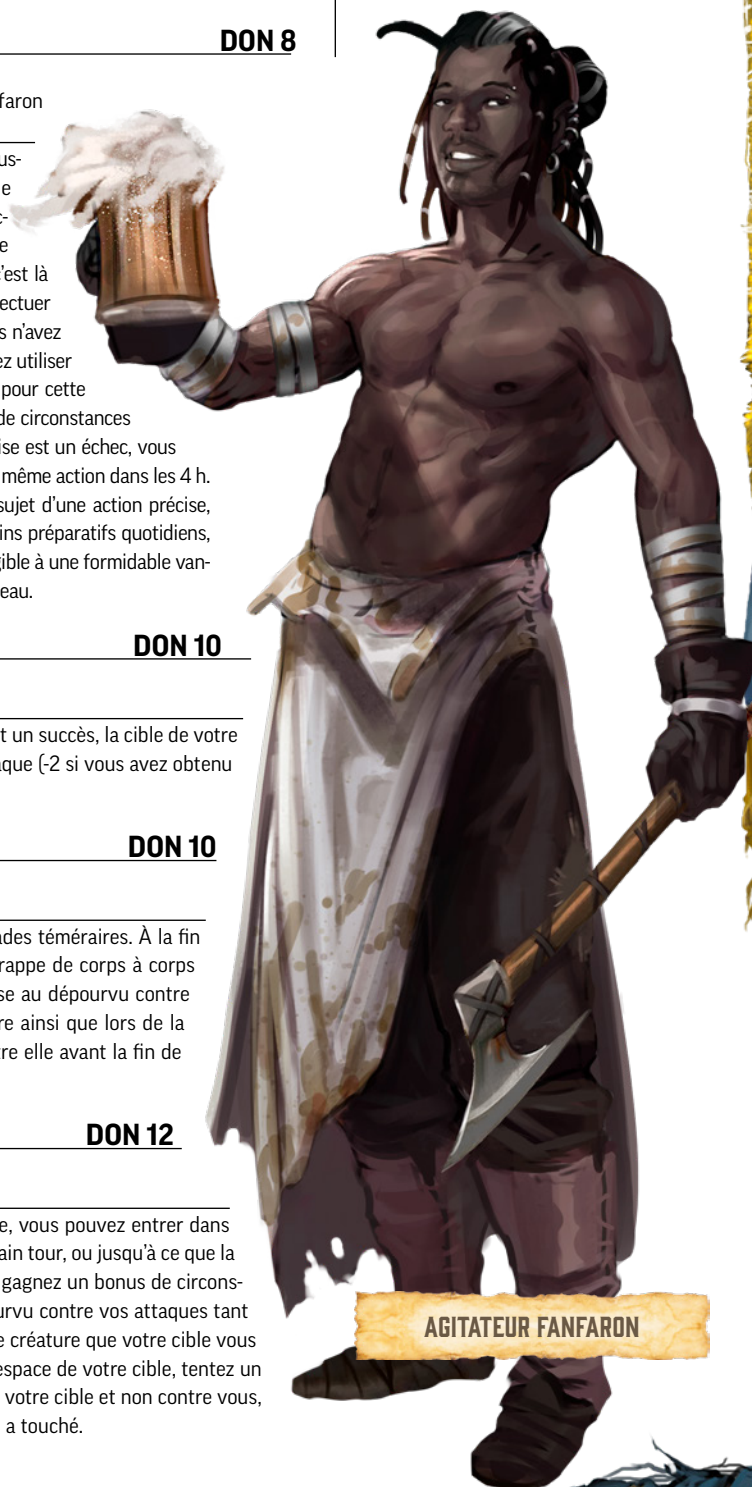 DON 8
faron
us-
e
c-
e
c'est là
ectuer
s n'avez
ez utiliser
pour cette
de circonstances
ise est un échec, vous
même action dans les 4 h.
sujet d'une action précise,
ins préparatifs quotidiens,
gible à une formidable van-
eau.
DON 10
t un succès, la cible de votre
aque (-2 si vous avez obtenu
DON 10
ades téméraires. À la fin
rappe de corps à corps
se au dépourvu contre
re ainsi que lors de la
tre elle avant la fin de
DON 12
e, vous pouvez entrer dans
ain tour, ou jusqu'à ce que la
gagnez un bonus de circons-
urvu contre vos attaques tant
e créature que votre cible vous
espace de votre cible, tentez un
votre cible et non contre vous,
a touché.
AGITATEUR FANFARON